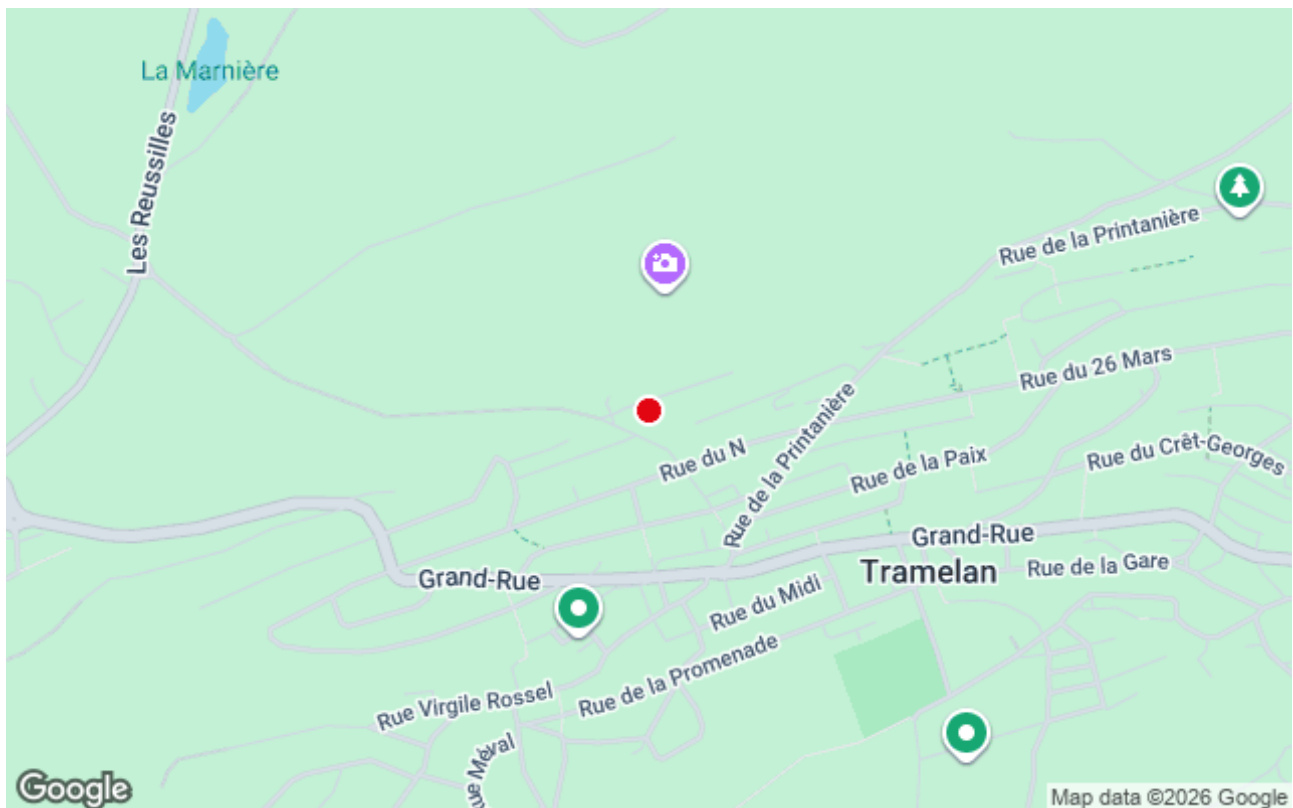 La Marnière
Les Reussilles
Rue de la Printanière
Rue du 26 Mars
Rue de la Printanière
Rue du N
Rue de la Paix
Rue du Crêt-Georges
Grand-Rue
Grand-Rue
Tramelan
Rue de la Gare
Rue du Midi
Rue de la Promenade
Rue Virgile Rossel
ue Méval
Google
Map data ©2026 Google